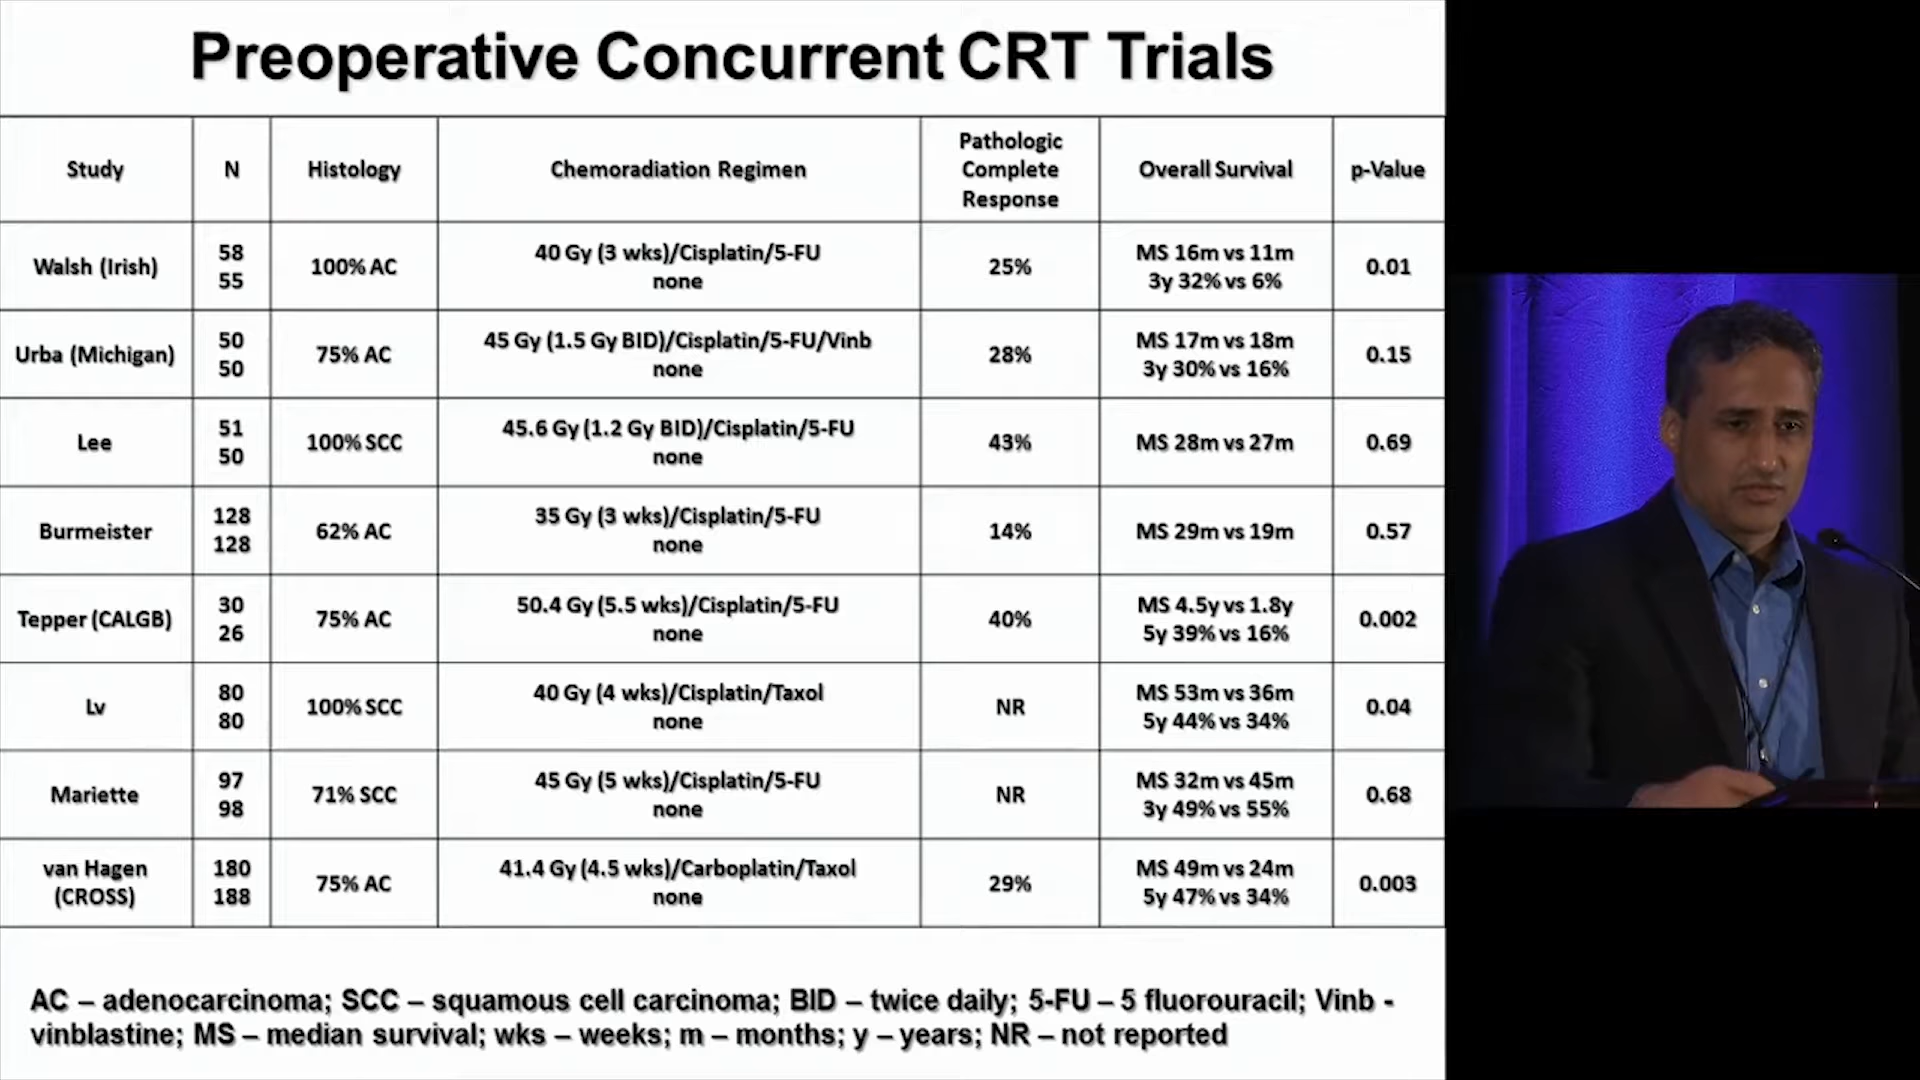 Preoperative Concurrent CRT Trials
Study
N
Histology
Chemoradiation Regimen
Pathologic
Complete
Response
Overall Survival
p-Value
Walsh (Irish)
58
55
100% AC
40 Gy (3 wks)/Cisplatin/5-FU
none
25%
MS 16m vs 11m
3y 32% vs 6%
0.01
Urba (Michigan)
50
50
75% AC
45 Gy (1.5 Gy BID)/Cisplatin/5-FU/Vinb
none
28%
MS 17m vs 18m
3y 30% vs 16%
0.15
Lee
51
50
100% SCC
45.6 Gy (1.2 Gy BID)/Cisplatin/5-FU
none
43%
MS 28m vs 27m
0.69
Burmeister
128
128
62% AC
35 Gy (3 wks)/Cisplatin/5-FU
none
14%
MS 29m vs 19m
0.57
Tepper (CALGB)
30
26
75% AC
50.4 Gy (5.5 wks)/Cisplatin/5-FU
none
40%
MS 4.5y vs 1.8y
5y 39% vs 16%
0.002
Lv
80
80
100% SCC
40 Gy (4 wks)/Cisplatin/Taxol
none
NR
MS 53m vs 36m
5y 44% vs 34%
0.04
Mariette
97
98
71% SCC
45 Gy (5 wks)/Cisplatin/5-FU
none
NR
MS 32m vs 45m
3y 49% vs 55%
0.68
van Hagen
(CROSS)
180
188
75% AC
41.4 Gy (4.5 wks)/Carboplatin/Taxol
none
29%
MS 49m vs 24m
5y 47% vs 34%
0.003
AC – adenocarcinoma; SCC – squamous cell carcinoma; BID – twice daily; 5-FU – 5 fluorouracil; Vinb -
vinblastine; MS – median survival; wks – weeks; m – months; y – years; NR – not reported